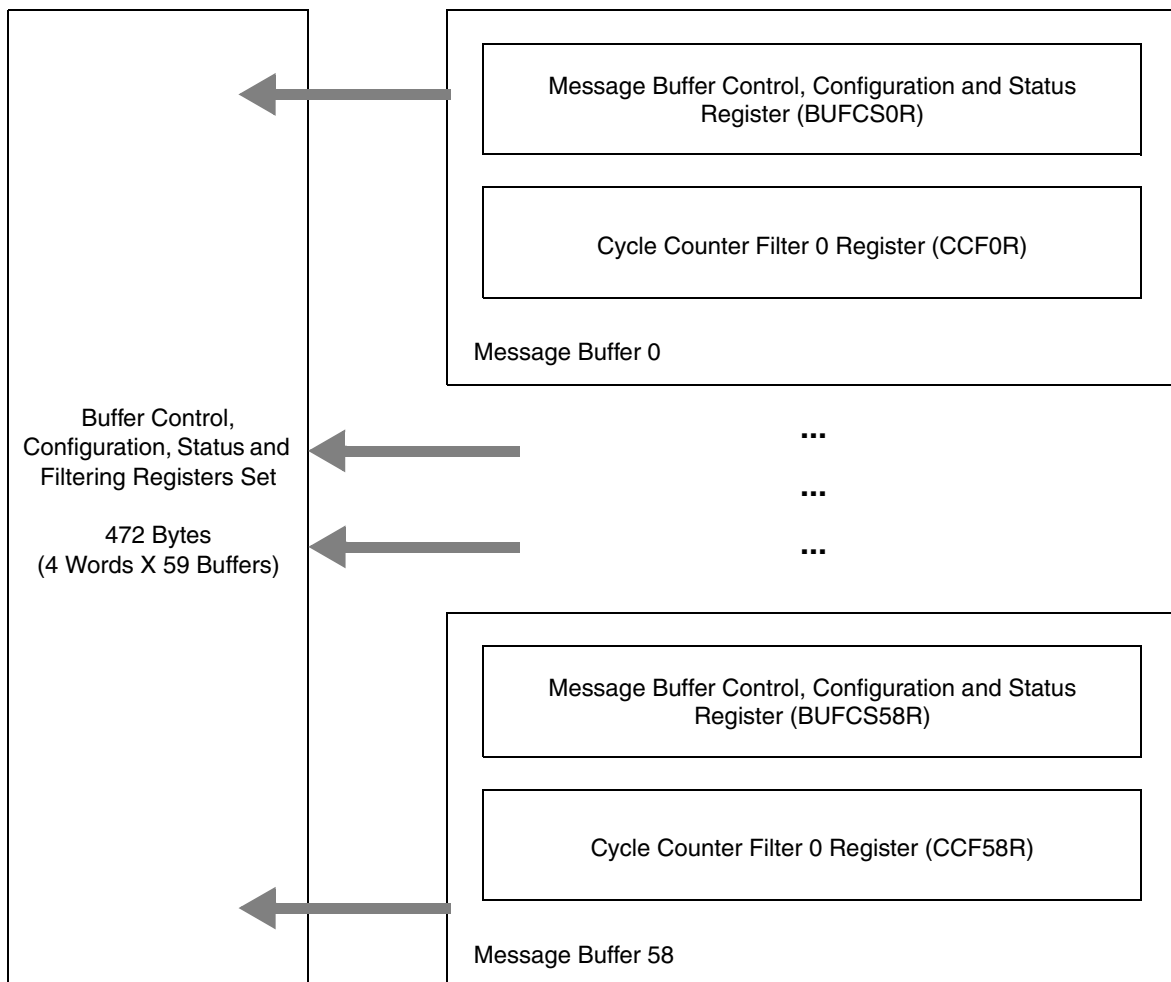 Message Buffer Control, Configuration and Status
Register (BUFCS0R)
Cycle Counter Filter 0 Register (CCF0R)
Message Buffer 0
Buffer Control,
Configuration, Status and
Filtering Registers Set
472 Bytes
(4 Words X 59 Buffers)
...
...
...
Message Buffer Control, Configuration and Status
Register (BUFCS58R)
Cycle Counter Filter 0 Register (CCF58R)
Message Buffer 58